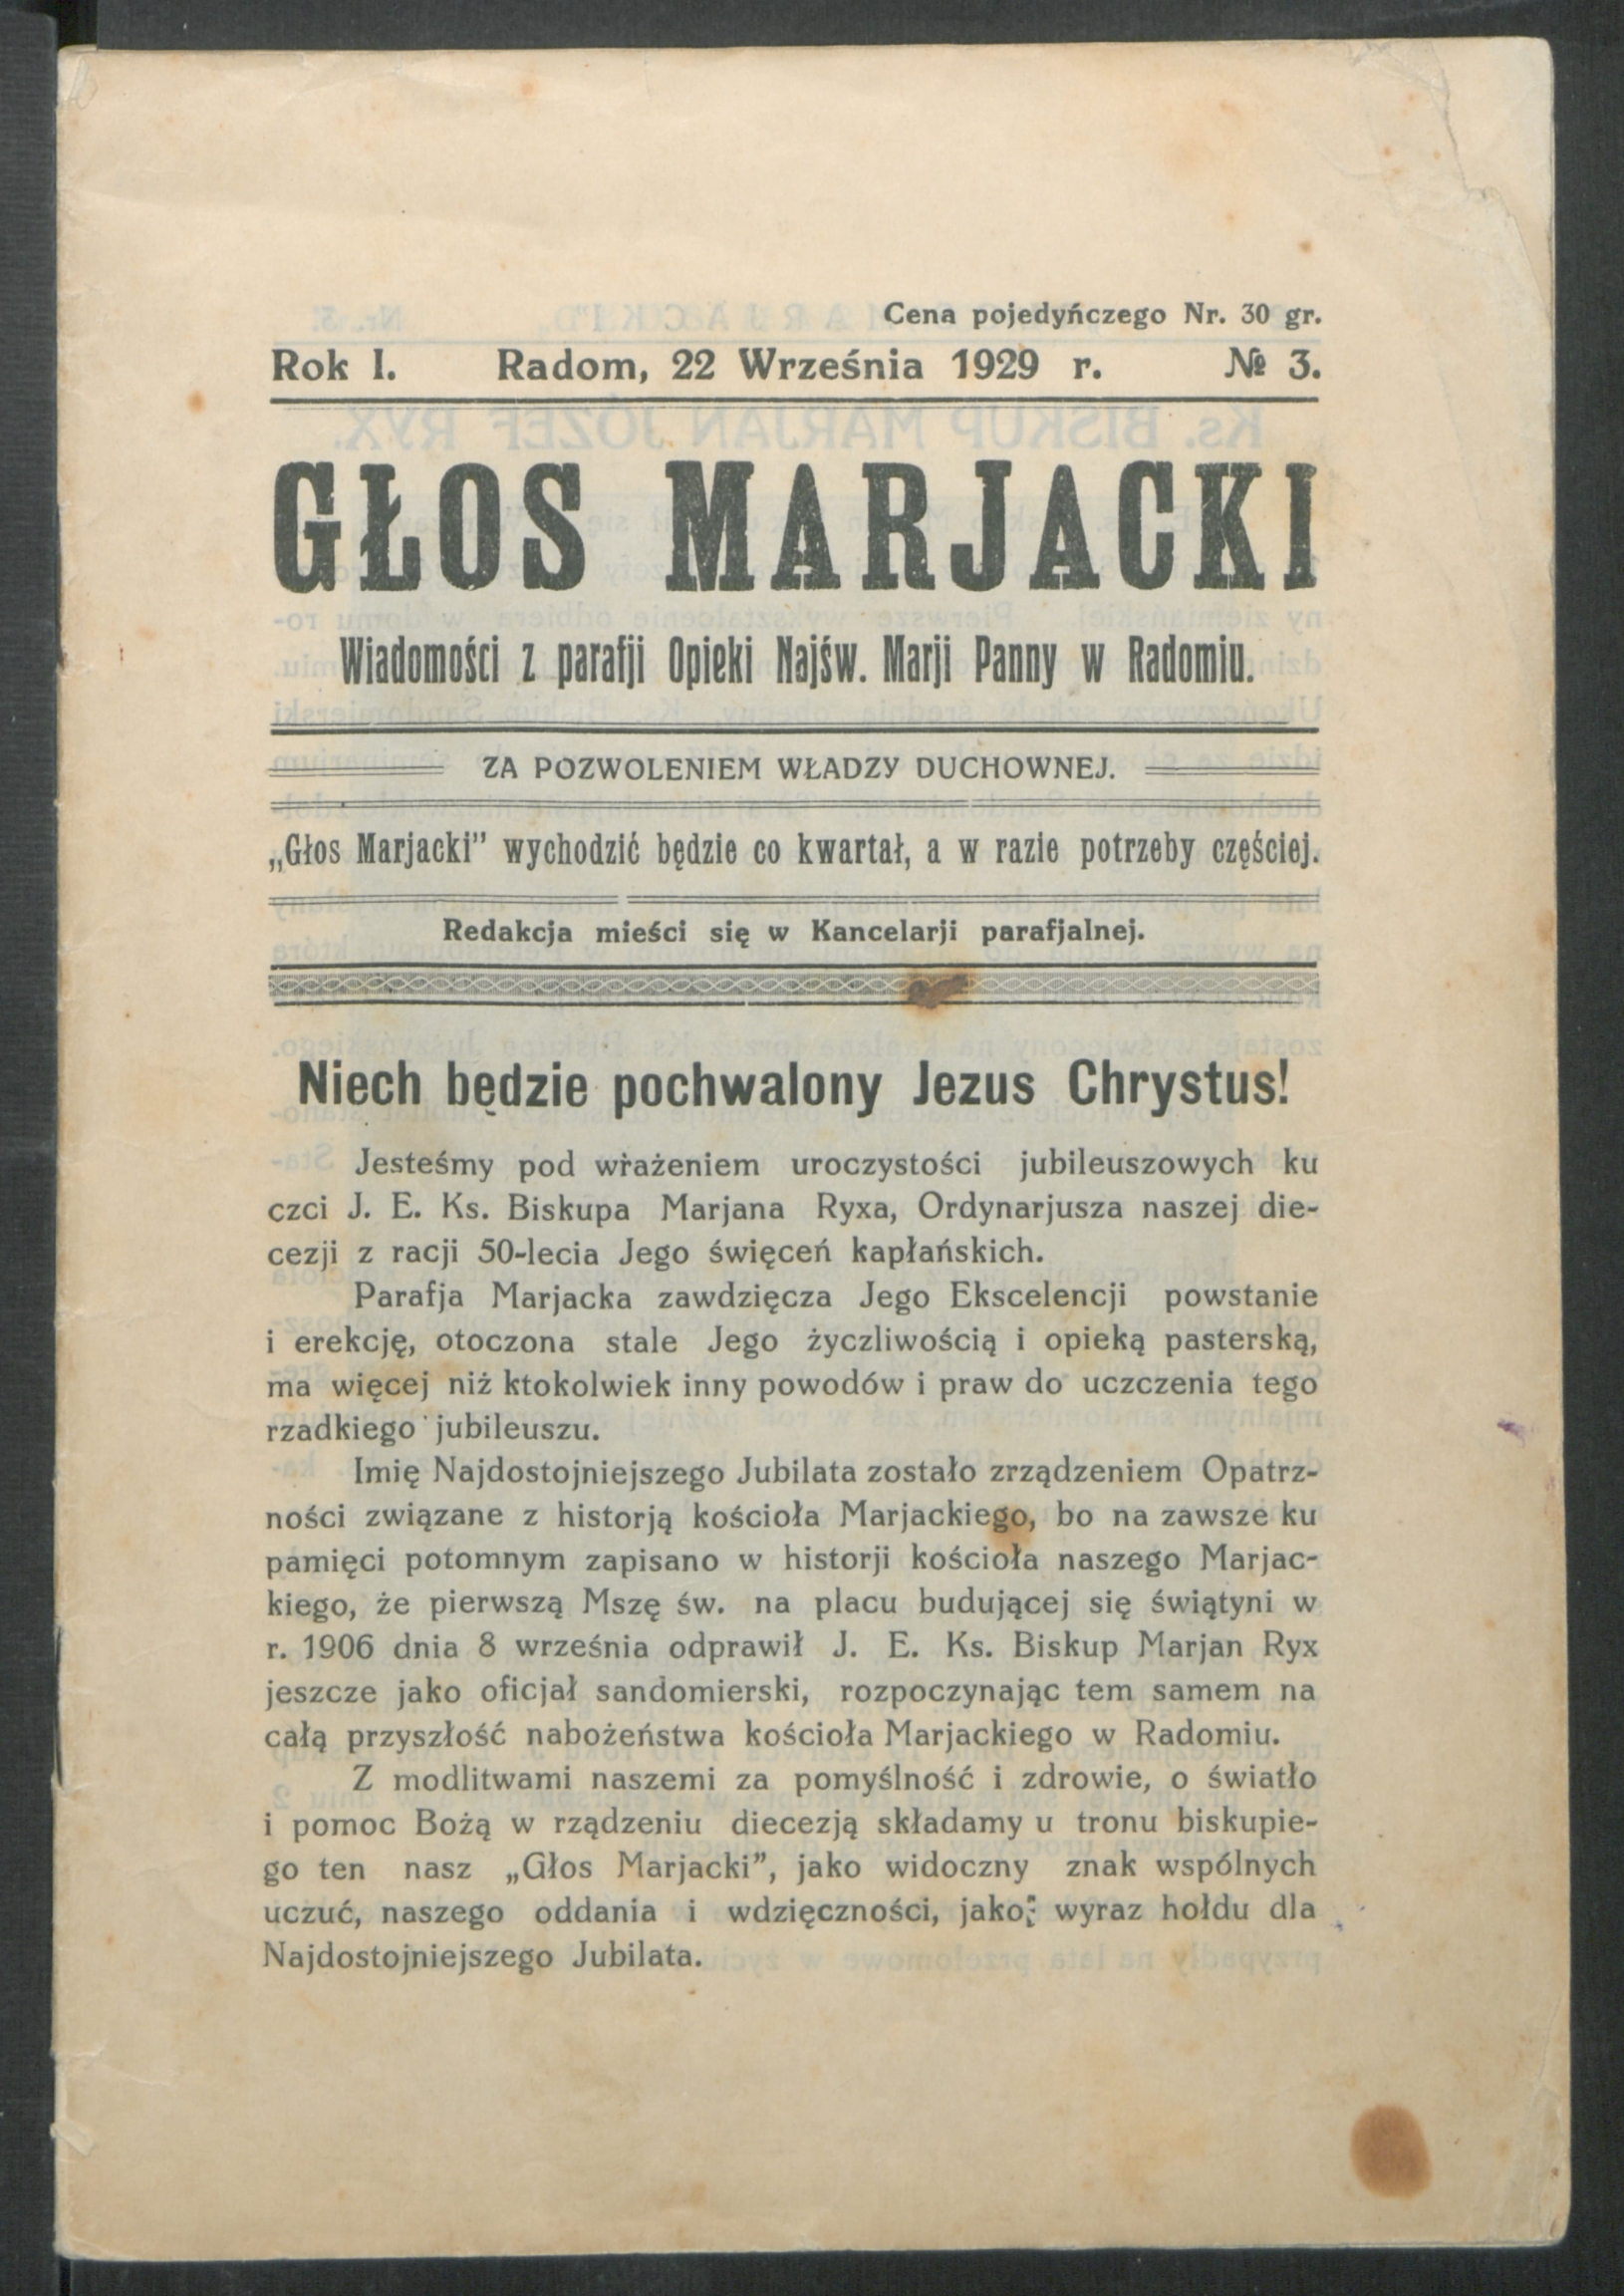 Cena pojedyńczego Nr. 30 gr.
Rok I. Radom, 22 Września 1929 r. № 3.
GŁOS MARJACKI
Wiadomości z parafji Opieki Najśw. Marji Panny w Radomiu.
ZA POZWOLENIEM WŁADZY DUCHOWNEJ.
„Głos Marjacki” wychodzić będzie co kwartał, a w razie potrzeby częściej.
Redakcja mieści się w Kancelarji parafjalnej.
Niech będzie pochwalony Jezus Chrystus!
Jesteśmy pod wrażeniem uroczystości jubileuszowych ku
czci J. E. Ks. Biskupa Marjana Ryxa, Ordynarjusza naszej die-
cezji z racji 50-lecia Jego święceń kapłańskich.
Parafja Marjacka zawdzięcza Jego Ekscelencji powstanie
i erekcję, otoczona stale Jego życzliwością i opieką pasterską,
ma więcej niż ktokolwiek inny powodów i praw do uczczenia tego
rzadkiego jubileuszu.
Imię Najdostojniejszego Jubilata zostało zrządzeniem Opatrz-
ności związane z historją kościoła Marjackiego, bo na zawsze ku
pamięci potomnym zapisano w historji kościoła naszego Marjac-
kiego, że pierwszą Mszę św. na placu budującej się świątyni w
r. 1906 dnia 8 września odprawił J. E. Ks. Biskup Marjan Ryx
jeszcze jako oficjał sandomierski, rozpoczynając tem samem na
całą przyszłość nabożeństwa kościoła Marjackiego w Radomiu.
Z modlitwami naszemi za pomyślność i zdrowie, o światło
i pomoc Bożą w rządzeniu diecezją składamy u tronu biskupie-
go ten nasz „Głos Marjacki”, jako widoczny znak wspólnych
uczuć, naszego oddania i wdzięczności, jako wyraz hołdu dla
Najdostojniejszego Jubilata.